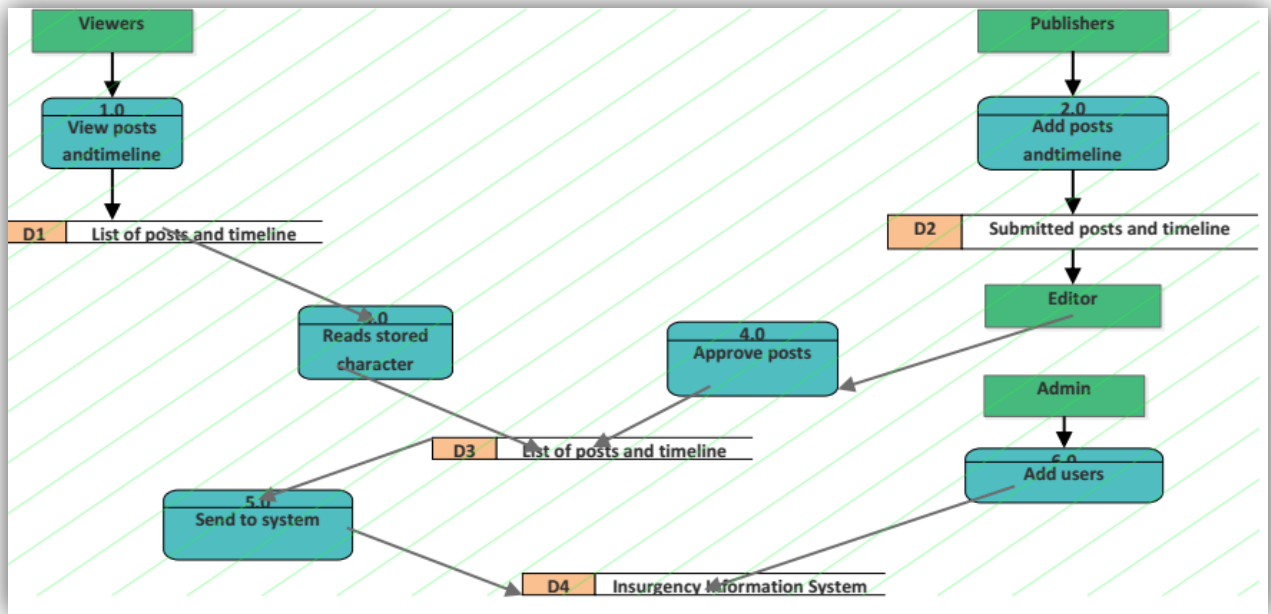 Viewers
Publishers
1.0
View posts
andtimeline
2.0
Add posts
andtimeline
D1 List of posts and timeline
D2 Submitted posts and timeline
Editor
Reads stored
character
4.0
Approve posts
Admin
D3 List of posts and timeline
6.0
Add users
5.0
Send to system
D4 Insurgency Information System